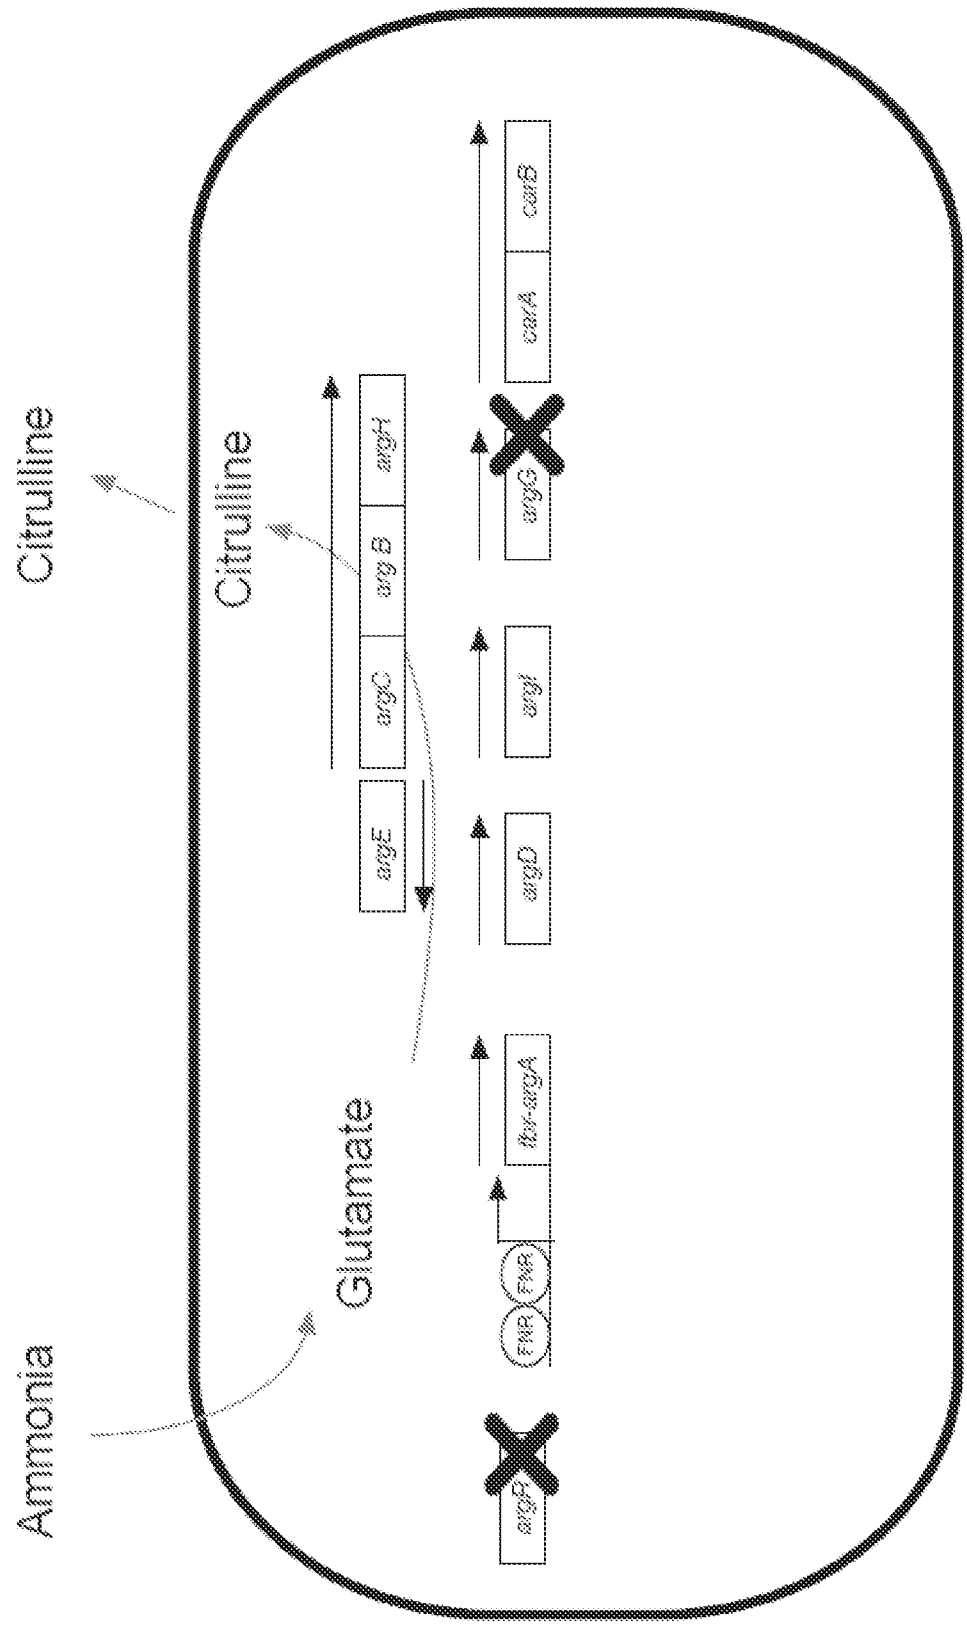 Ammonia
Citrulline
Citrulline
Glutamate
argE
argC
arg B
argH
argR
FNR
FNR
fbr-argA
argD
argI
argG
carA
carB